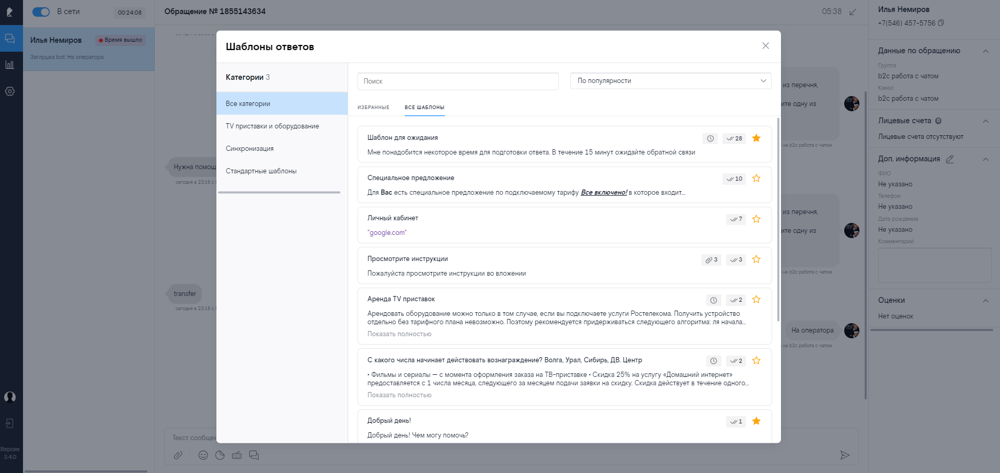 В сети
00:24:08
Илья Немиров
Время вышло
Заглушка bot: На оператора
Версия
3.4.0
Обращение № 1855143634
05:38
Нужна помощ
сегодня в 23:18 с
transfer
сегодня в 23:18 с
Текст сообщен
Шаблоны ответов
Категории 3
Все категории
TV приставки и оборудование
Синхронизация
Стандартные шаблоны
Поиск
По популярности
ИЗБРАННЫЕ
ВСЕ ШАБЛОНЫ
Шаблон для ожидания
28
Мне понадобится некоторое время для подготовки ответа. В течение 15 минут ожидайте обратной связи
Специальное предложение
10
Для Вас есть специальное предложение по подключаемому тарифу Все включено! в которое входит...
Личный кабинет
7
"google.com"
Просмотрите инструкции
3
3
Пожалуйста просмотрите инструкции во вложении
Аренда TV приставок
2
Арендовать оборудование можно только в том случае, если вы подключаете услуги Ростелекома. Получить устройство
отдельно без тарифного плана невозможно. Поэтому рекомендуется придерживаться следующего алгоритма: ля начала...
Показать полностью
С какого числа начинает действовать вознаграждение? Волга, Урал, Сибирь, ДВ. Центр
2
• Фильмы и сериалы — с момента оформления заказа на ТВ-приставке • Скидка 25% на услугу «Домашний интернет»
предоставляется с 1 числа месяца, следующего за месяцем подачи заявки на скидку. Скидка действует в течение одного...
Показать полностью
Добрый день!
1
Добрый день! Чем могу помочь?
из перечня,
ите одну из
на b2c работа с чатом
из перечня,
ите одну из
на b2c работа с чатом
На оператора
на b2c работа с чатом
Илья Немиров
+7(546) 457-5756
Данные по обращению
Группа
b2c работа с чатом
Канал
b2c работа с чатом
Лицевые счета 0
Лицевые счета отсутствуют
Доп. информация
ФИО
Не указано
Телефон
Не указано
Дата рождения
Не указано
Комментарий
Оценки
Нет оценок